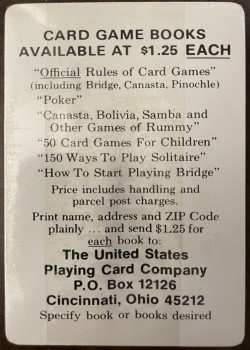 CARD GAME BOOKS
AVAILABLE AT $1.25 EACH
"Official Rules of Card Games"
(including Bridge, Canasta, Pinochle)
"Poker"
"Canasta, Bolivia, Samba and
Other Games of Rummy"
"50 Card Games For Children"
"150 Ways To Play Solitaire"
"How To Start Playing Bridge"
Price includes handling and
parcel post charges.
Print name, address and ZIP Code
plainly ... and send $1.25 for
each book to:
The United States
Playing Card Company
P.O. Box 12126
Cincinnati, Ohio 45212
Specify book or books desired